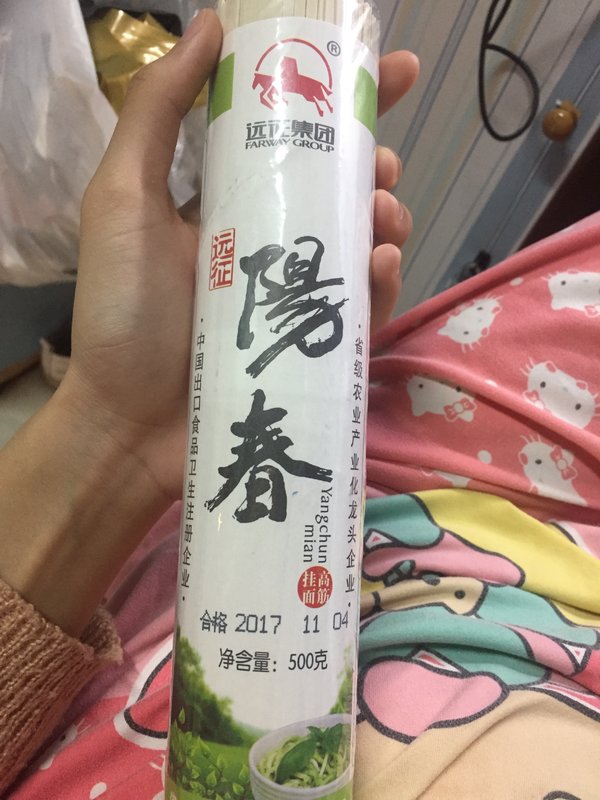 ®
远征集团
FARWAY GROUP
远征
陽春
Yangchun
mian
高筋
挂面
·中国出口食品卫生注册企业·
·省级农业产业化龙头企业·
合格 2017 11 04
净含量：500克